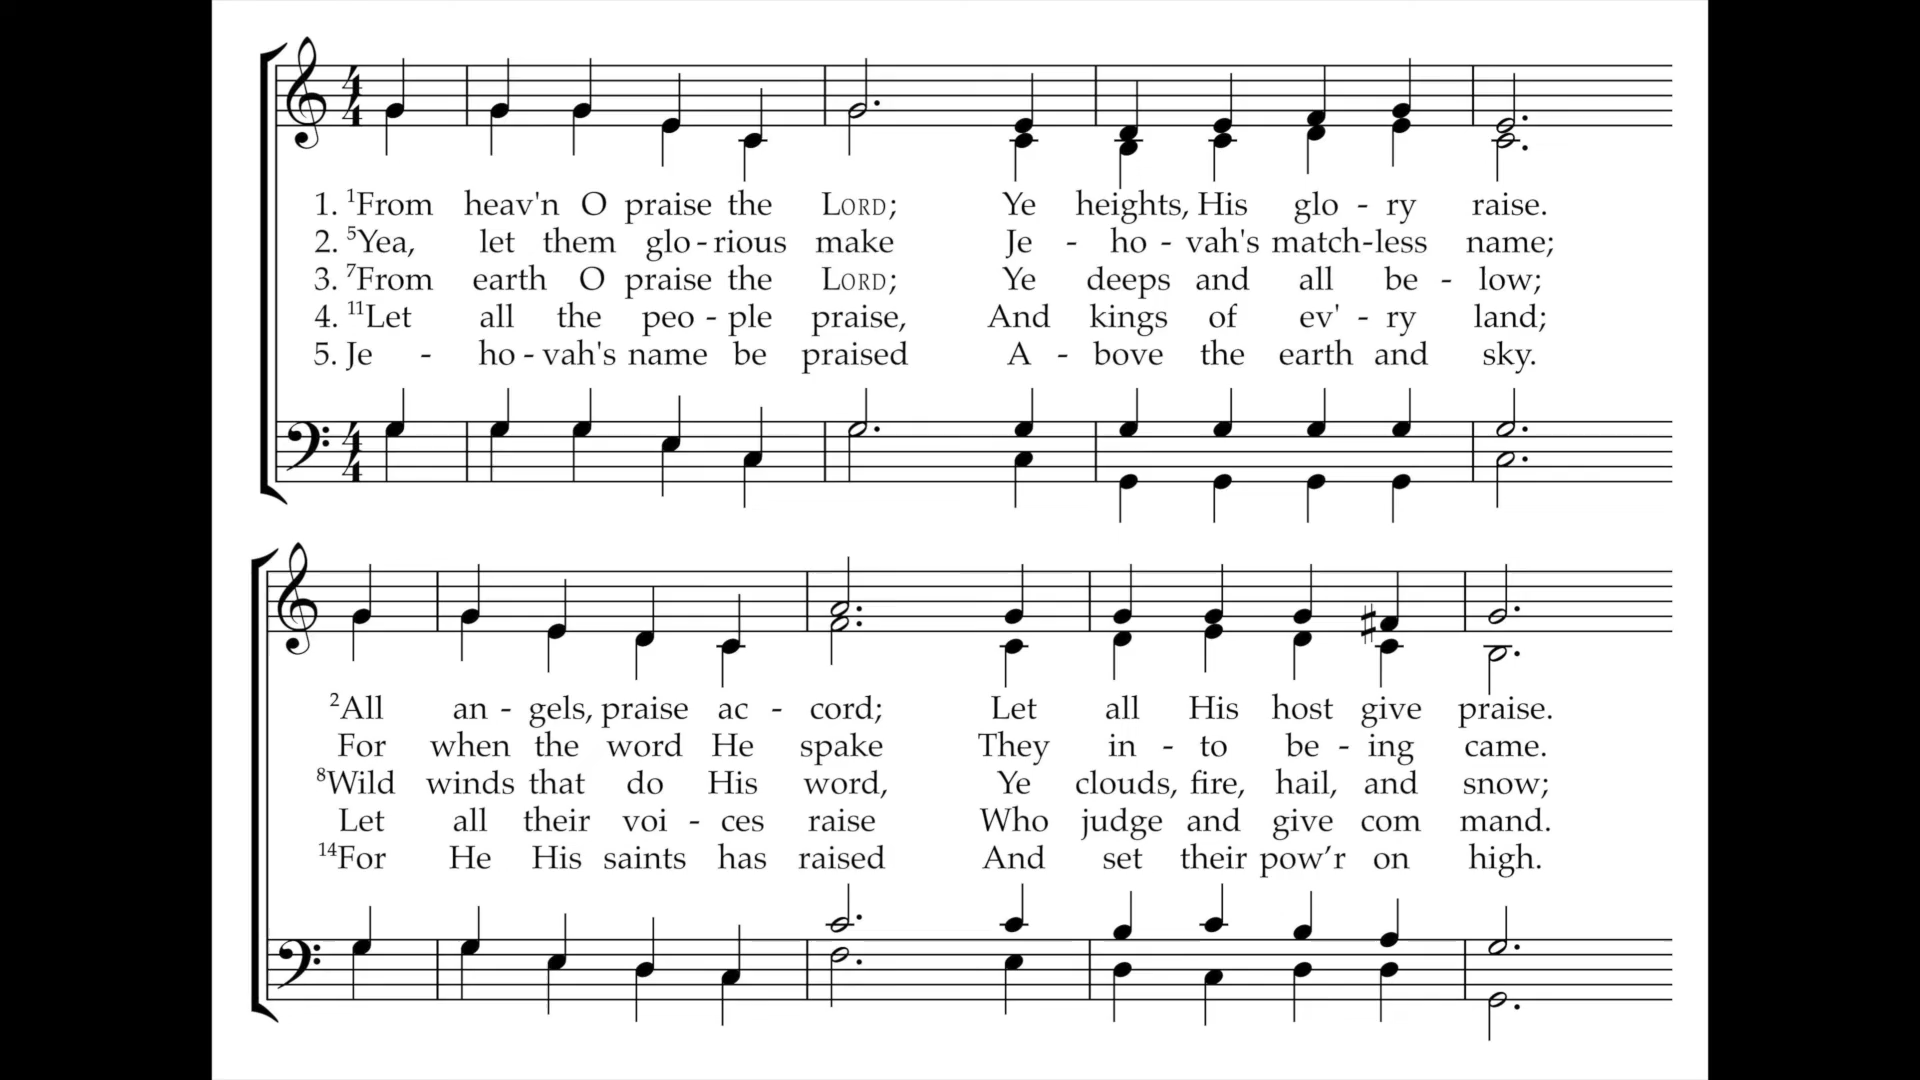 1. ¹From heav'n O praise the LORD; Ye heights, His glo - ry raise.
2. ⁵Yea, let them glo - rious make Je - ho - vah's match-less name;
3. ⁷From earth O praise the LORD; Ye deeps and all be - low;
4. ¹¹Let all the peo - ple praise, And kings of ev' - ry land;
5. Je - ho - vah's name be praised A - bove the earth and sky.
²All an - gels, praise ac - cord; Let all His host give praise.
For when the word He spake They in - to be - ing came.
⁸Wild winds that do His word, Ye clouds, fire, hail, and snow;
Let all their voi - ces raise Who judge and give com mand.
¹⁴For He His saints has raised And set their pow’r on high.